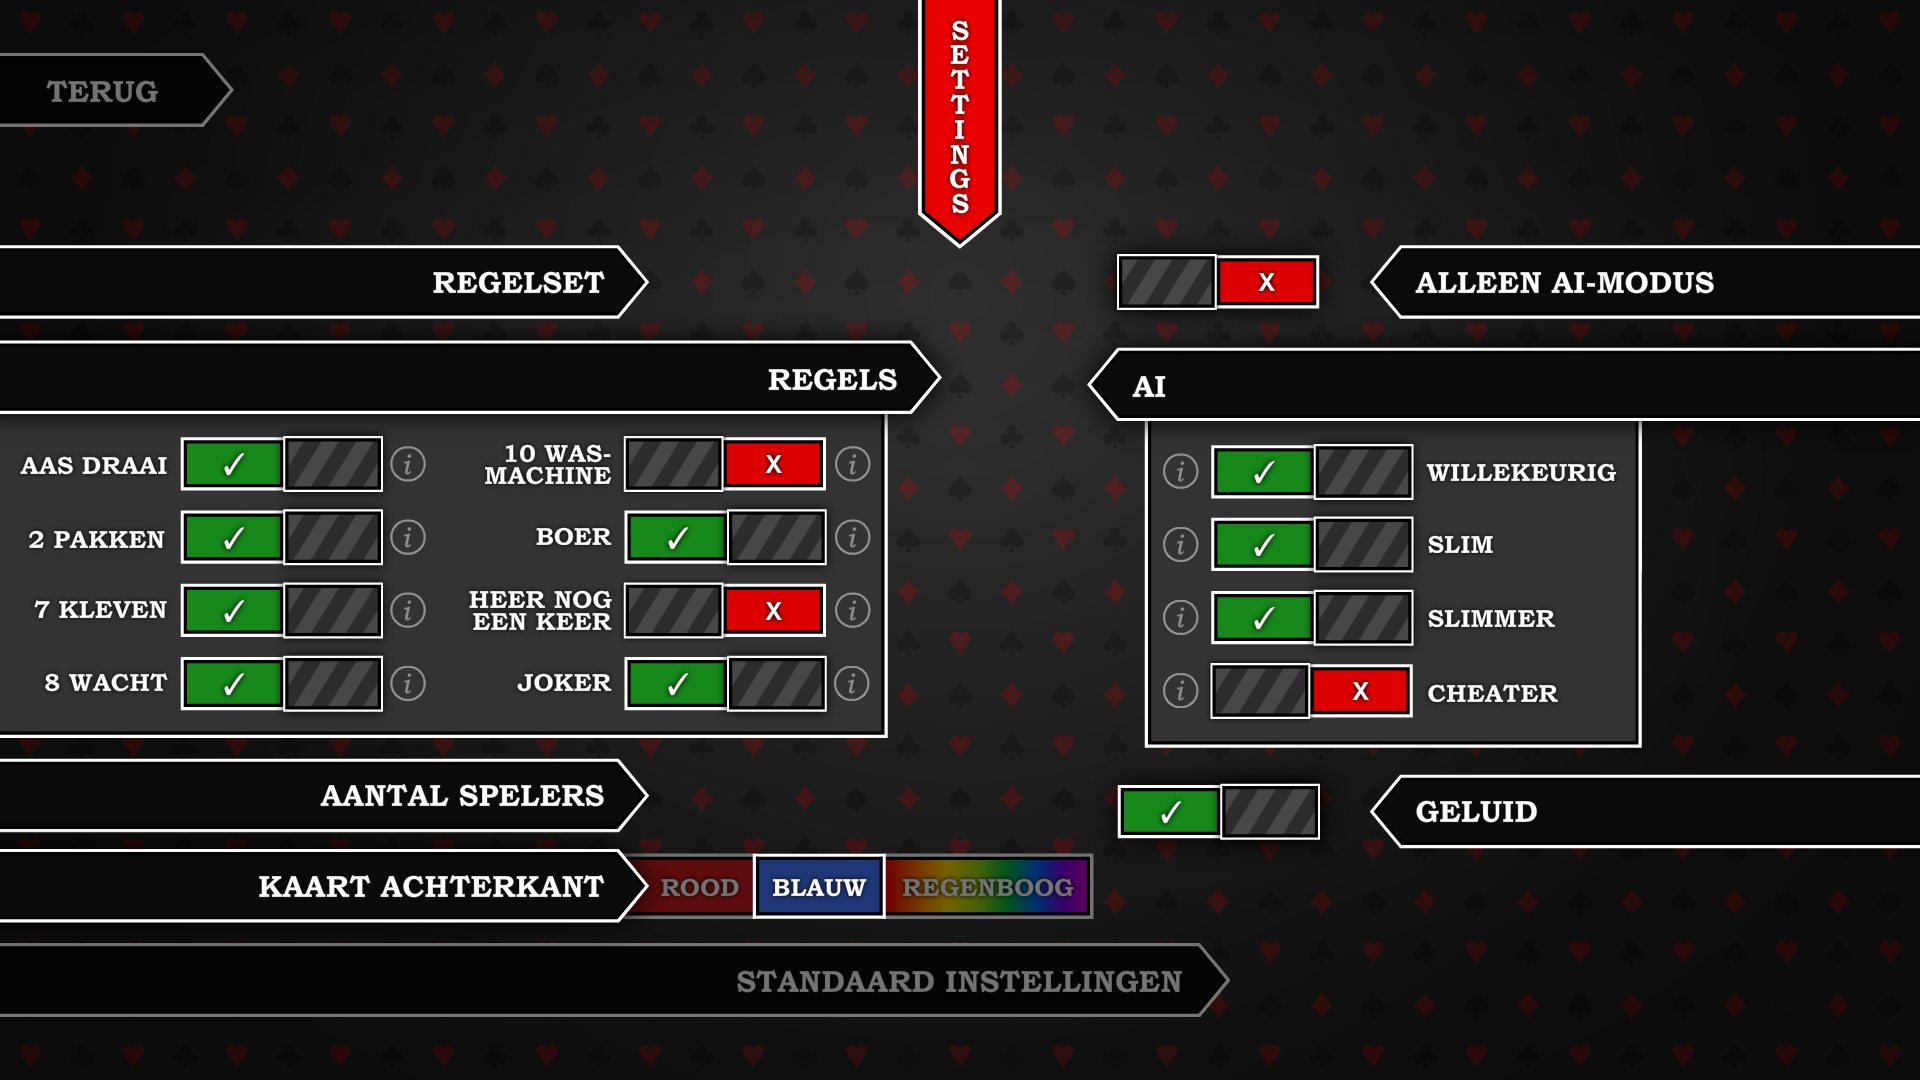 SETTINGS
TERUG
REGELSET
REGELS
AAS DRAAI
✓
i
10 WAS-
MACHINE
X
i
2 PAKKEN
✓
i
BOER
✓
i
7 KLEVEN
✓
i
HEER NOG
EEN KEER
X
i
8 WACHT
✓
i
JOKER
✓
i
AANTAL SPELERS
KAART ACHTERKANT
ROOD
BLAUW
REGENBOOG
STANDAARD INSTELLINGEN
X
ALLEEN AI-MODUS
AI
i
✓
WILLEKEURIG
i
✓
SLIM
i
✓
SLIMMER
i
X
CHEATER
✓
GELUID